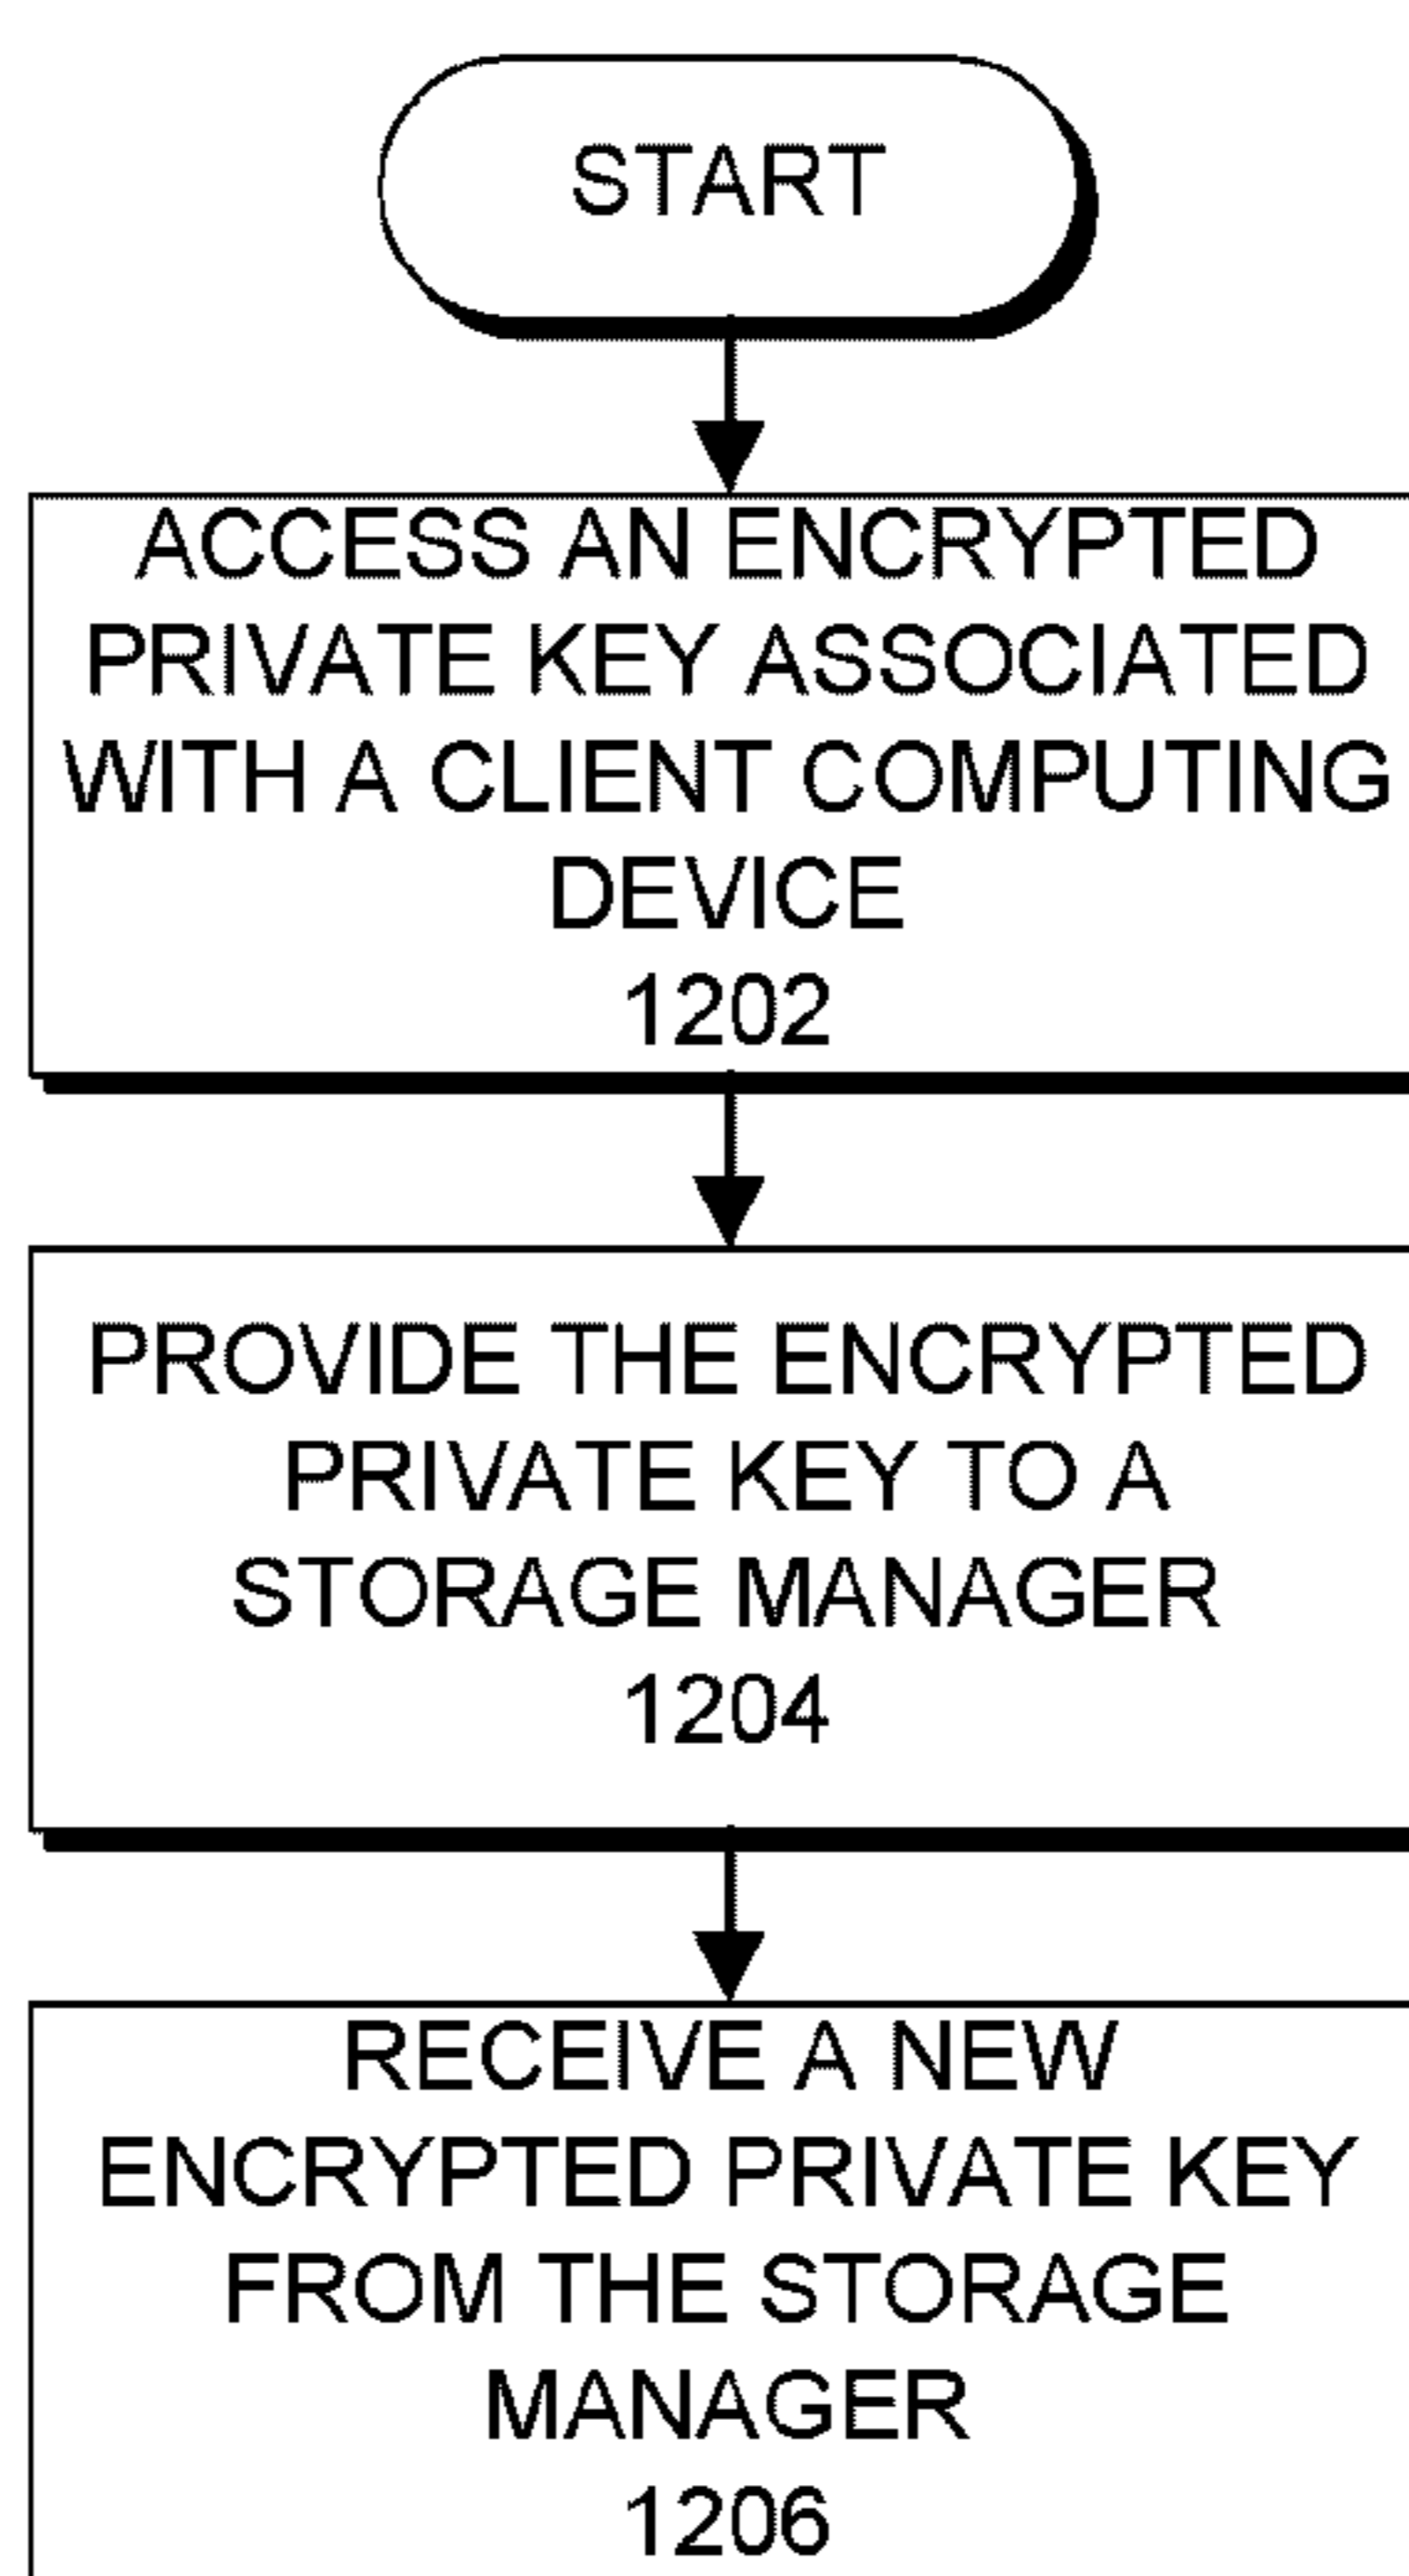 START
ACCESS AN ENCRYPTED
PRIVATE KEY ASSOCIATED
WITH A CLIENT COMPUTING
DEVICE
1202
PROVIDE THE ENCRYPTED
PRIVATE KEY TO A
STORAGE MANAGER
1204
RECEIVE A NEW
ENCRYPTED PRIVATE KEY
FROM THE STORAGE
MANAGER
1206